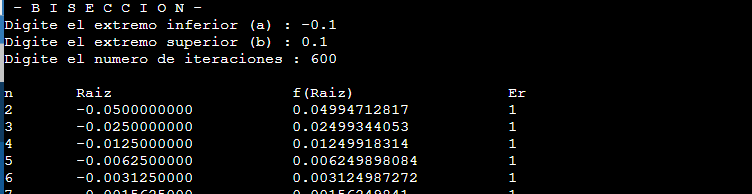 - B I S E C C I O N -
Digite el extremo inferior (a) : -0.1
Digite el extremo superior (b) : 0.1
Digite el numero de iteraciones : 600
n Raiz f(Raiz) Er
2 -0.0500000000 0.04994712817 1
3 -0.0250000000 0.02499344053 1
4 -0.0125000000 0.01249918314 1
5 -0.0062500000 0.006249898084 1
6 -0.0031250000 0.003124987272 1